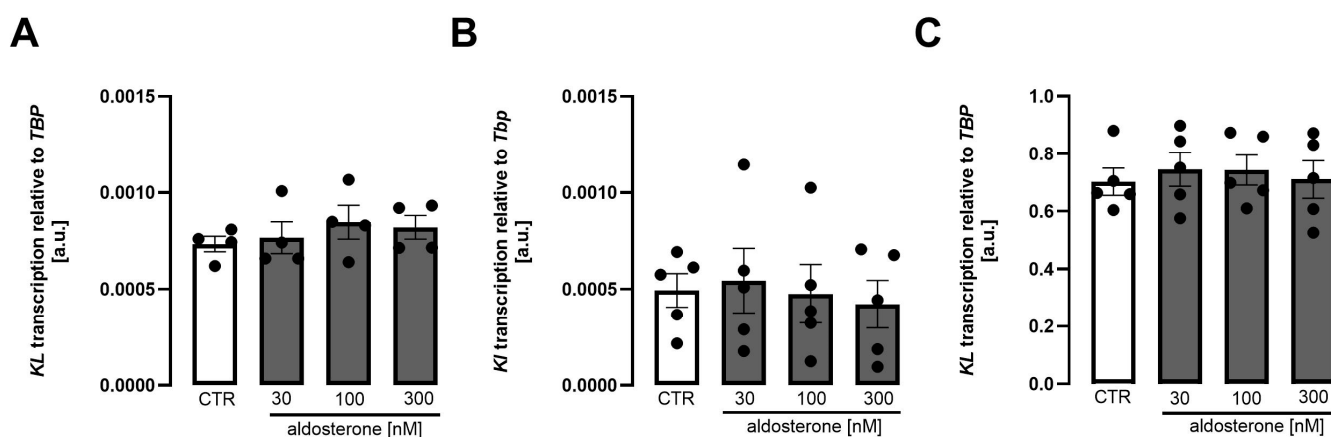 A
KL transcription relative to TBP
[a.u.]
0.0015
0.0010
0.0005
0.0000
CTR 30 100 300
aldosterone [nM]
B
Kl transcription relative to Tbp
[a.u.]
0.0015
0.0010
0.0005
0.0000
CTR 30 100 300
aldosterone [nM]
C
KL transcription relative to TBP
[a.u.]
1.0
0.8
0.6
0.4
0.2
0.0
CTR 30 100 300
aldosterone [nM]